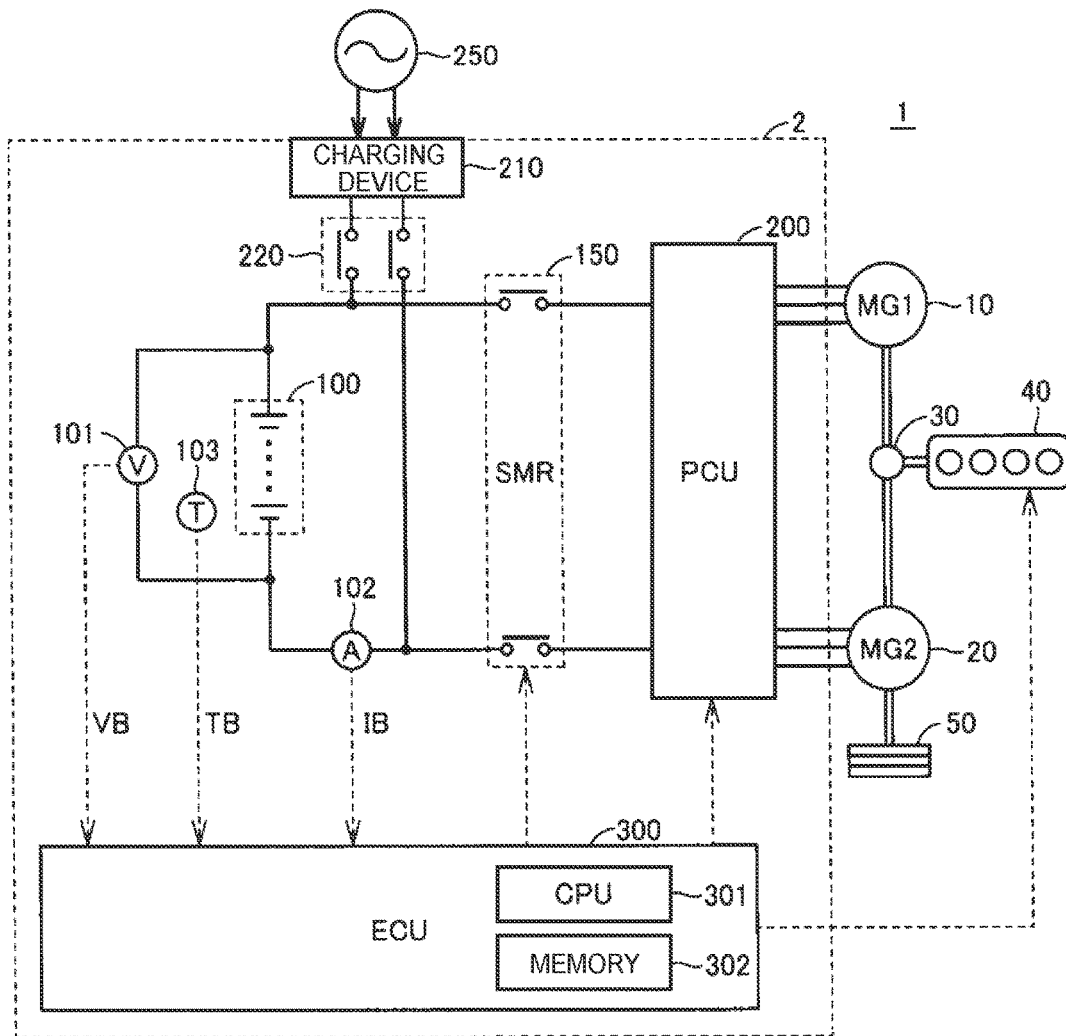 250
1
2
CHARGING
DEVICE
210
220
200
150
MG1
10
100
40
101
V
103
T
30
SMR
PCU
102
A
MG2
20
VB
TB
IB
50
300
CPU
301
ECU
MEMORY
302